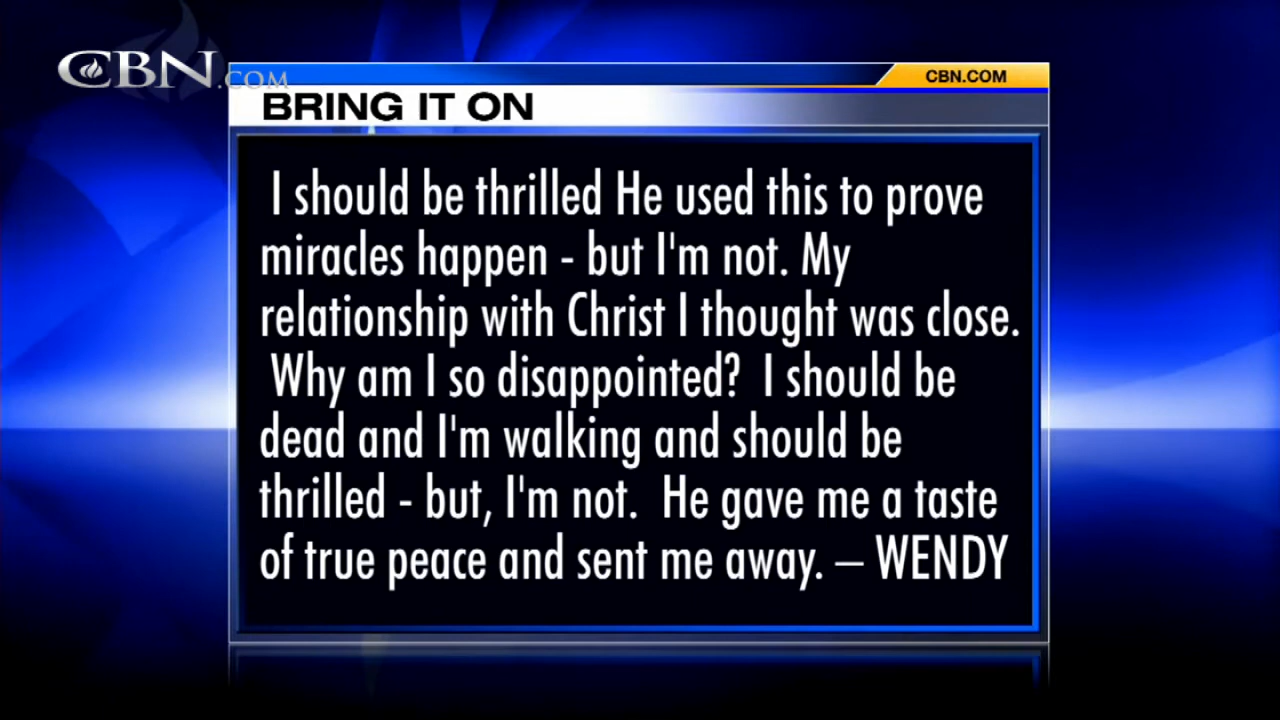 CBN.COM
CBN.COM
BRING IT ON
I should be thrilled He used this to prove
miracles happen - but I'm not. My
relationship with Christ I thought was close.
Why am I so disappointed?  I should be
dead and I'm walking and should be
thrilled - but, I'm not.  He gave me a taste
of true peace and sent me away. – WENDY